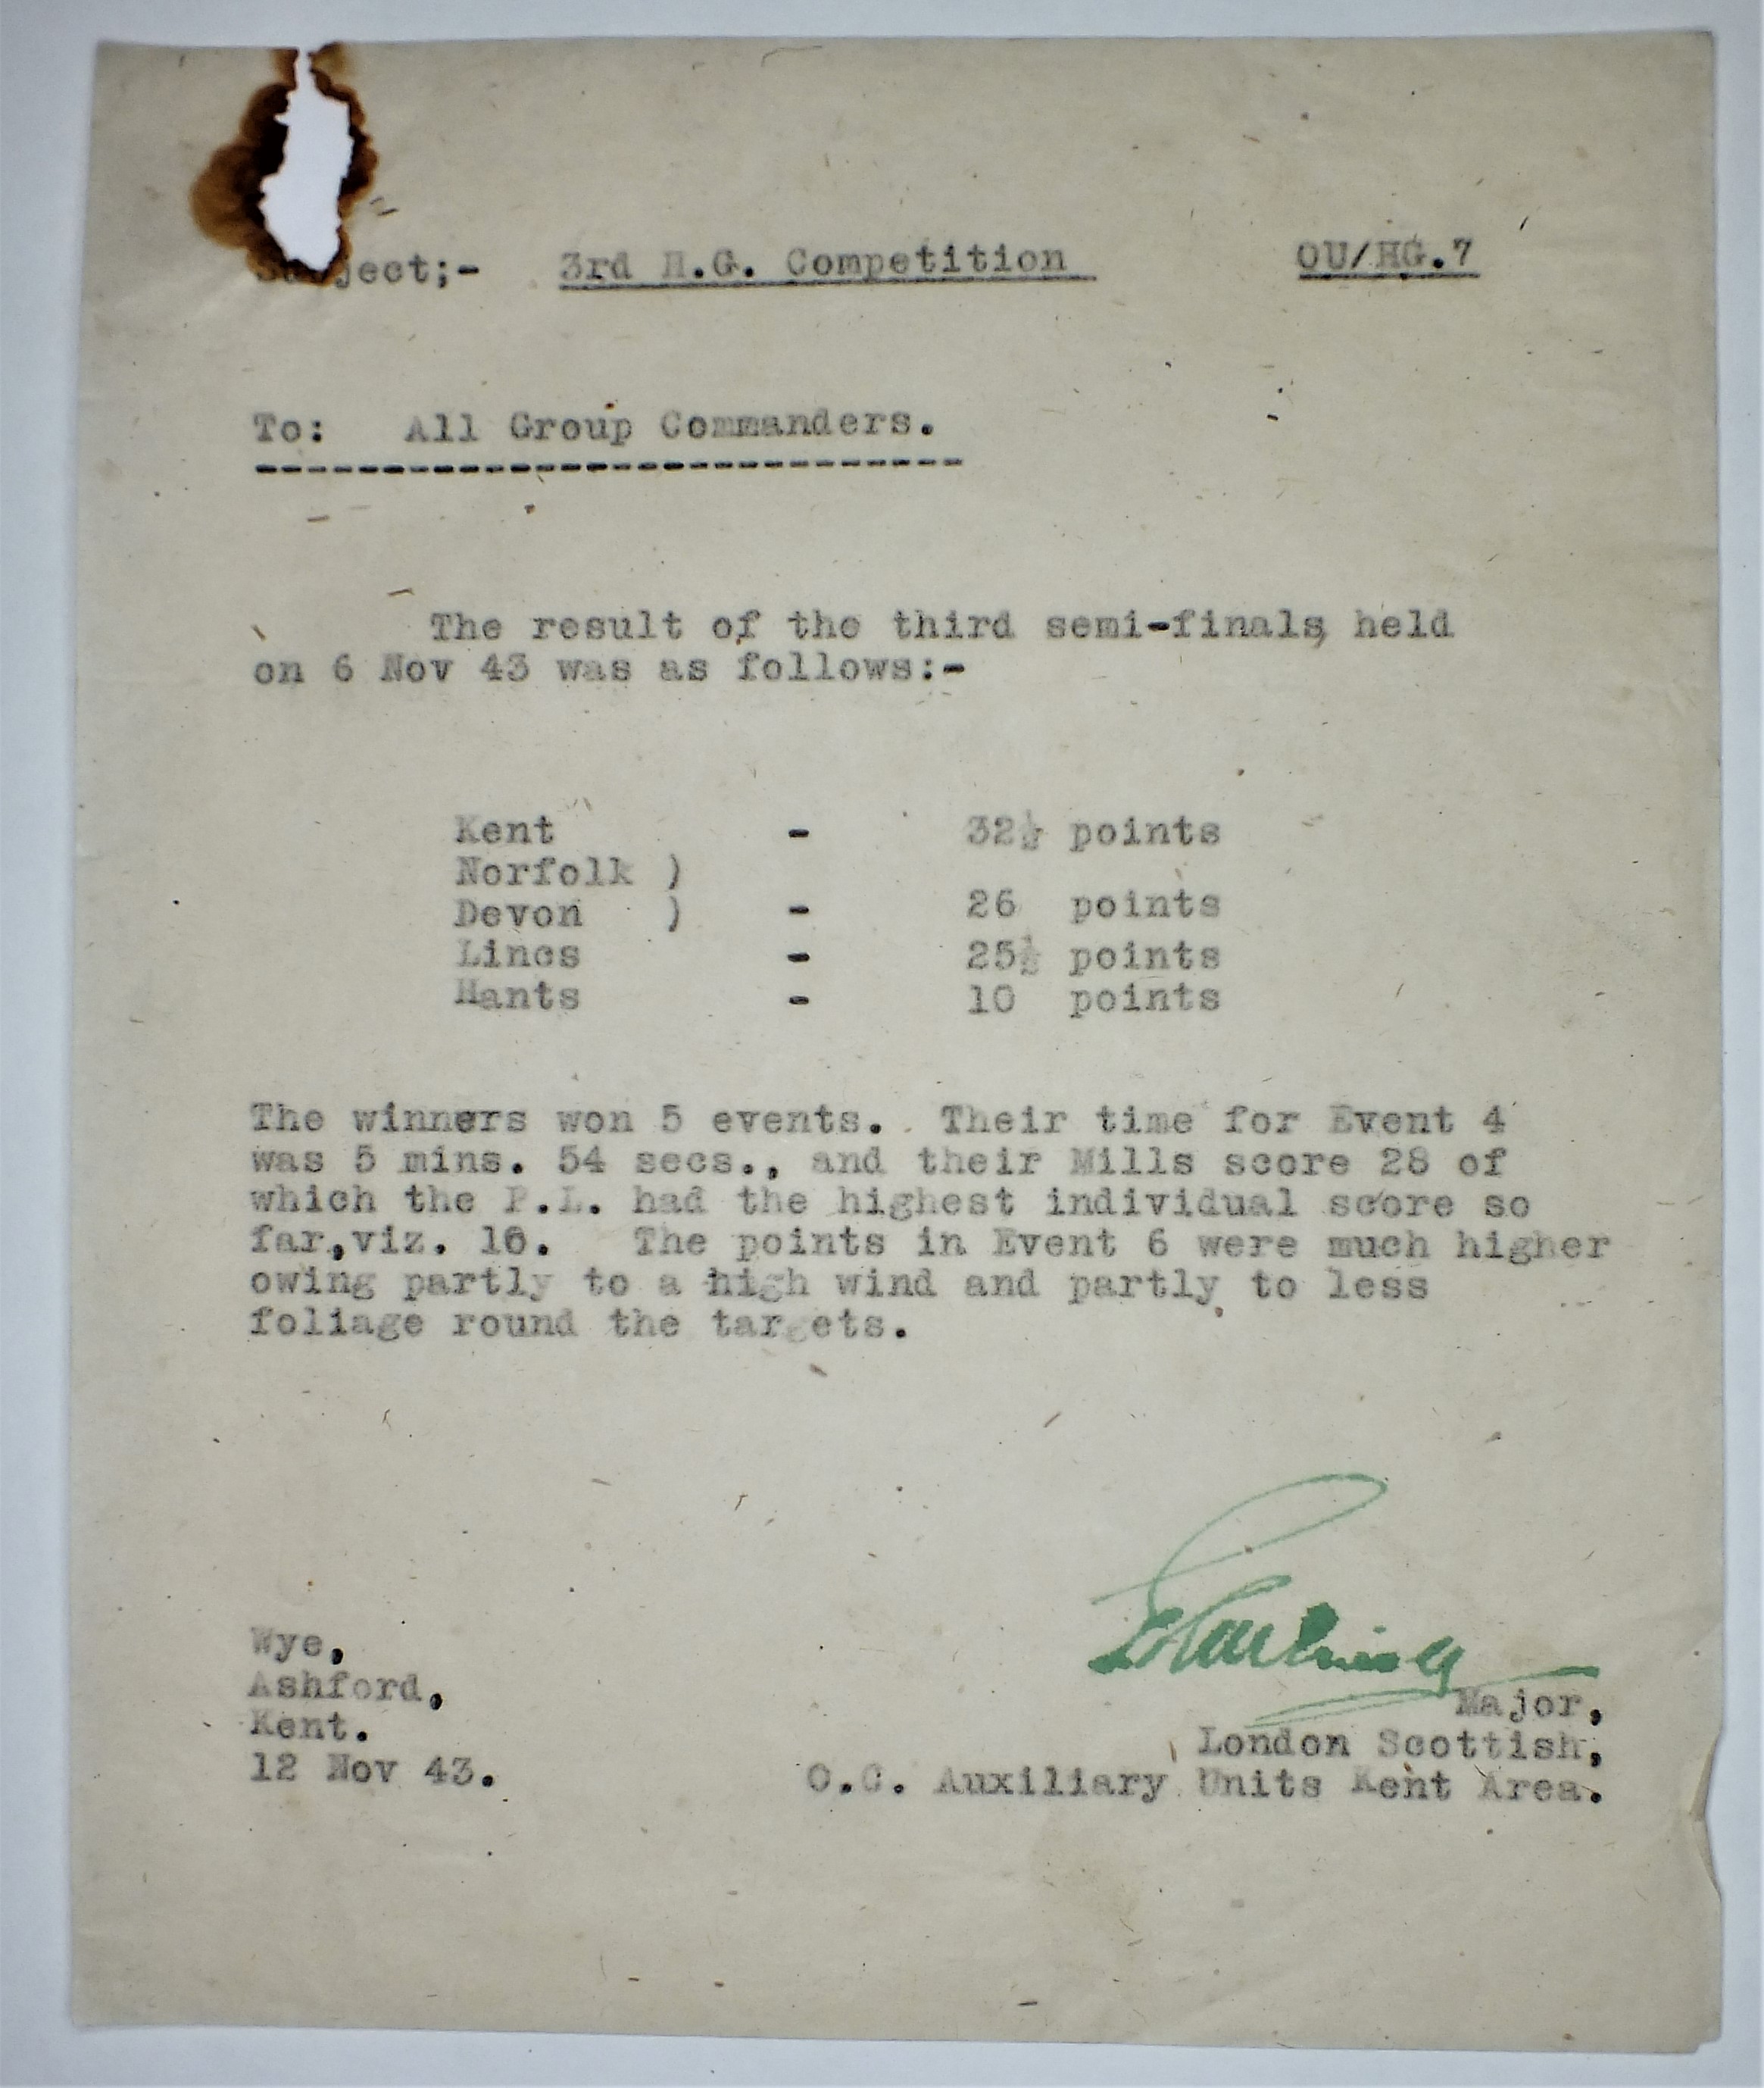 Subject;- 3rd H.G. Competition OU/HG.7
To: All Group Commanders.
The result of the third semi-finals, held
on 6 Nov 43 was as follows:-
Kent - 32½ points
Norfolk )
Devon ) - 26 points
Lincs - 25½ points
Hants - 10 points
The winners won 5 events. Their time for Event 4
was 5 mins. 54 secs., and their Mills score 28 of
which the P.L. had the highest individual score so
far,viz. 16. The points in Event 6 were much higher
owing partly to a high wind and partly to less
foliage round the targets.
Wye,
Ashford,
Kent.
12 Nov 43.
Major,
London Scottish,
O.C. Auxiliary Units Kent Area.